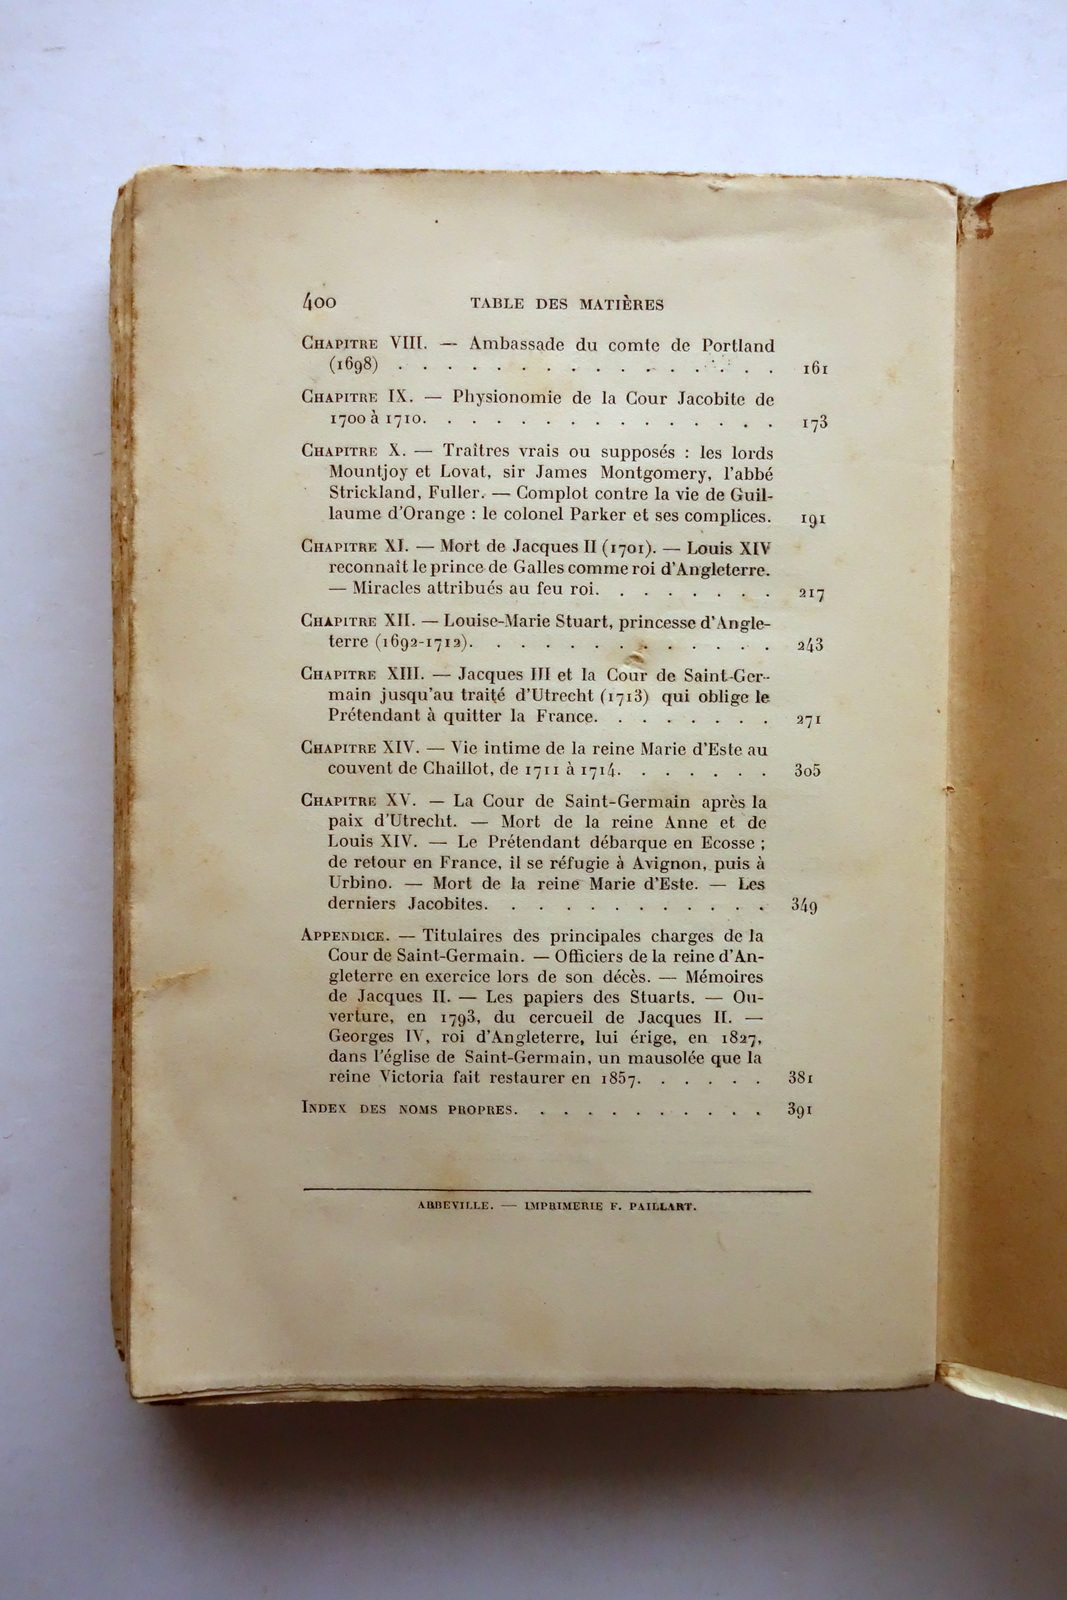 400 TABLE DES MATIÈRES
CHAPITRE VIII. — Ambassade du comte de Portland
(1698) . . . . . . . . . . . . . . . . 161
CHAPITRE IX. — Physionomie de la Cour Jacobite de
1700 à 1710. . . . . . . . . . . . . . . 173
CHAPITRE X. — Traîtres vrais ou supposés : les lords
Mountjoy et Lovat, sir James Montgomery, l'abbé
Strickland, Fuller. — Complot contre la vie de Guil-
laume d'Orange : le colonel Parker et ses complices. 191
CHAPITRE XI. — Mort de Jacques II (1701). — Louis XIV
reconnaît le prince de Galles comme roi d'Angleterre.
— Miracles attribués au feu roi. . . . . . . . 217
CHAPITRE XII. — Louise-Marie Stuart, princesse d'Angle-
terre (1692-1712). . . . . . . . . . . . . 243
CHAPITRE XIII. — Jacques III et la Cour de Saint-Ger-
main jusqu'au traité d'Utrecht (1713) qui oblige le
Prétendant à quitter la France. . . . . . . . 271
CHAPITRE XIV. — Vie intime de la reine Marie d'Este au
couvent de Chaillot, de 1711 à 1714. . . . . . . 305
CHAPITRE XV. — La Cour de Saint-Germain après la
paix d'Utrecht. — Mort de la reine Anne et de
Louis XIV. — Le Prétendant débarque en Ecosse ;
de retour en France, il se réfugie à Avignon, puis à
Urbino. — Mort de la reine Marie d'Este. — Les
derniers Jacobites. . . . . . . . . . . . 349
APPENDICE. — Titulaires des principales charges de la
Cour de Saint-Germain. — Officiers de la reine d'An-
gleterre en exercice lors de son décès. — Mémoires
de Jacques II. — Les papiers des Stuarts. — Ou-
verture, en 1793, du cercueil de Jacques II. —
Georges IV, roi d'Angleterre, lui érige, en 1827,
dans l'église de Saint-Germain, un mausolée que la
reine Victoria fait restaurer en 1857. . . . . . 381
INDEX DES NOMS PROPRES. . . . . . . . . . . 391
ABBEVILLE. — IMPRIMERIE F. PAILLART.